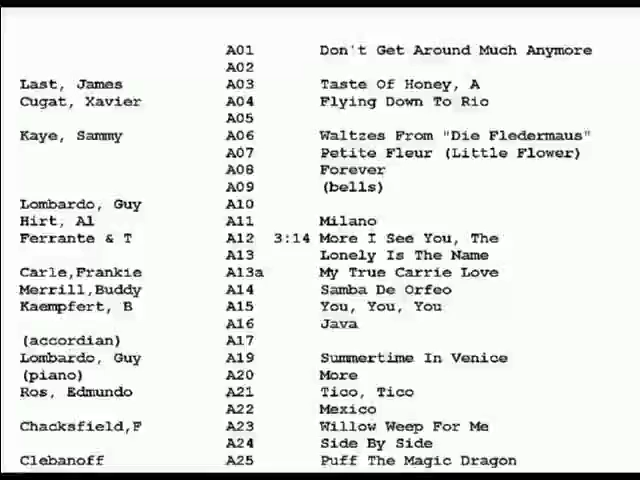 A01 Don't Get Around Much Anymore
A02
Last, James A03 Taste Of Honey, A
Cugat, Xavier A04 Flying Down To Rio
A05
Kaye, Sammy A06 Waltzes From "Die Fledermaus"
A07 Petite Fleur (Little Flower)
A08 Forever
A09 (bells)
Lombardo, Guy A10
Hirt, Al A11 Milano
Ferrante & T A12 3:14 More I See You, The
A13 Lonely Is The Name
Carle,Frankie A13a My True Carrie Love
Merrill,Buddy A14 Samba De Orfeo
Kaempfert, B A15 You, You, You
A16 Java
(accordian) A17
Lombardo, Guy A19 Summertime In Venice
(piano) A20 More
Ros, Edmundo A21 Tico, Tico
A22 Mexico
Chacksfield,F A23 Willow Weep For Me
A24 Side By Side
Clebanoff A25 Puff The Magic Dragon